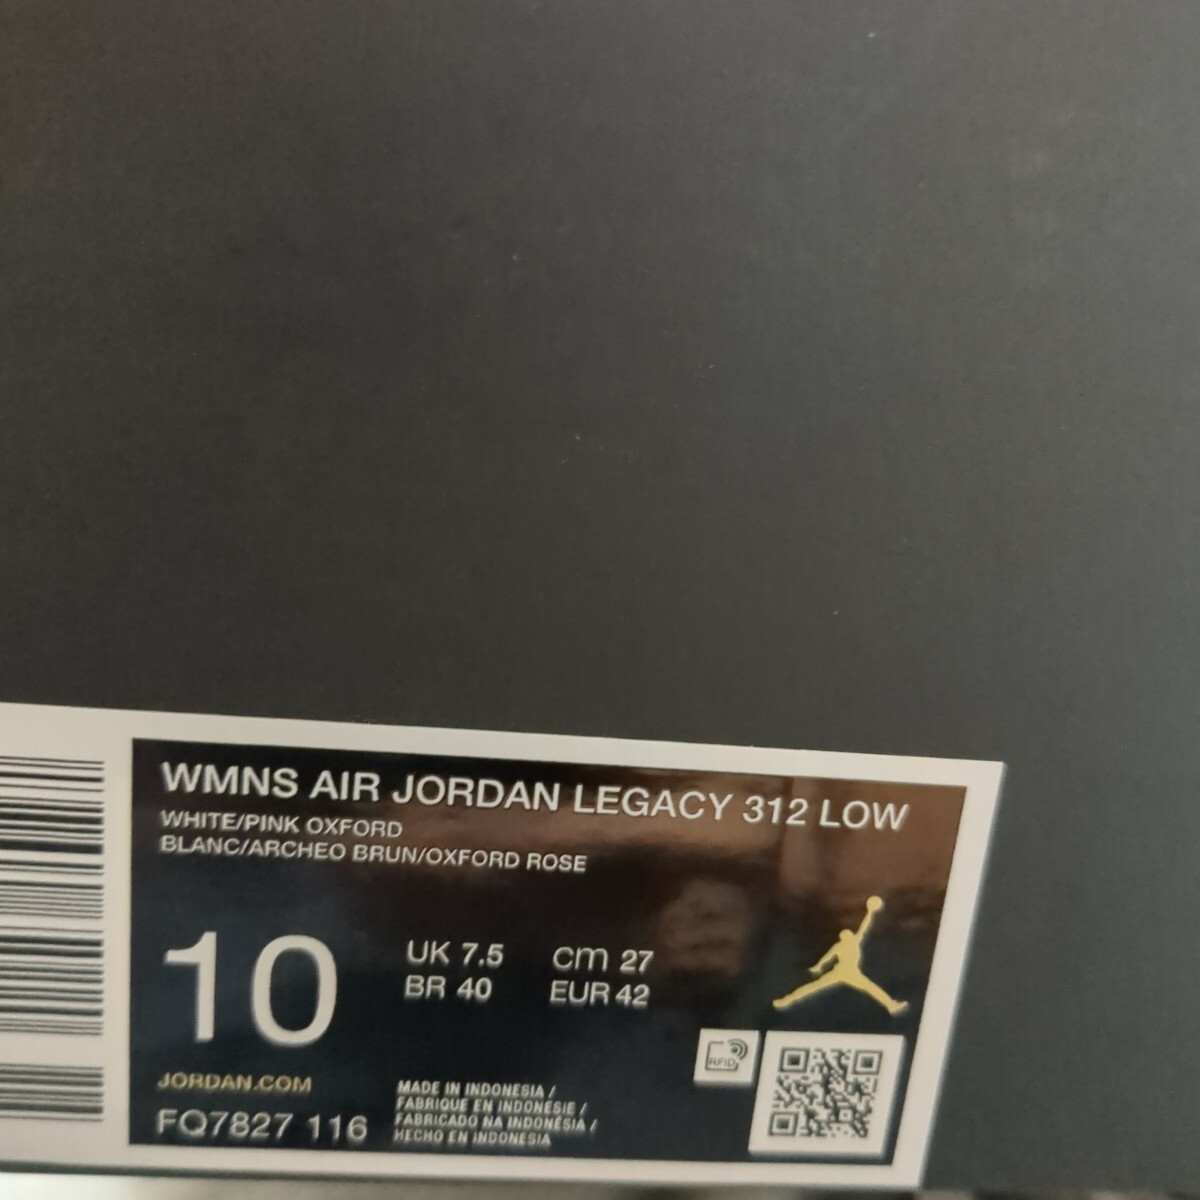 WMNS AIR JORDAN LEGACY 312 LOW
WHITE/PINK OXFORD
BLANC/ARCHEO BRUN/OXFORD ROSE
10
UK 7.5 cm 27
BR 40 EUR 42
RFID
JORDAN.COM
FQ7827 116
MADE IN INDONESIA /
FABRIQUE EN INDONESIE /
FABRICADO NA INDONÉSIA /
HECHO EN INDONESIA